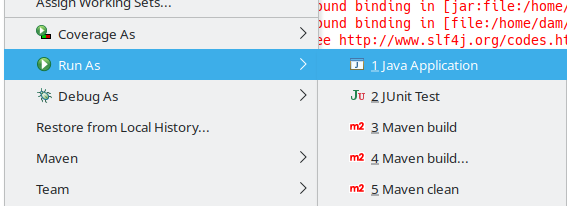 Assign Working Sets...
Coverage As
Run As
Debug As
Restore from Local History...
Maven
Team
ound binding in [jar:file:/home/
ound binding in [file:/home/dam/
ee http://www.slf4j.org/codes.ht
1 Java Application
JU 2 JUnit Test
m2 3 Maven build
m2 4 Maven build...
m2 5 Maven clean